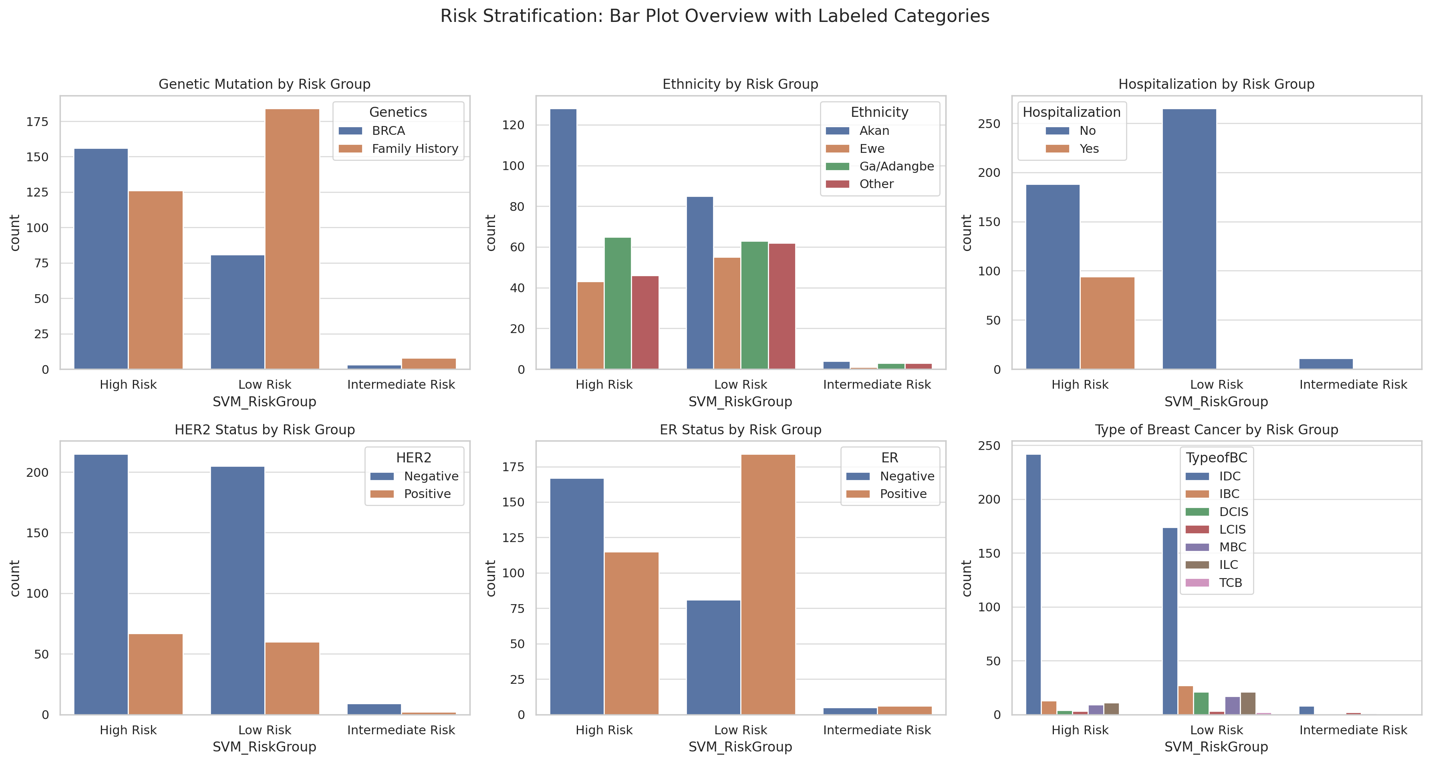 Risk Stratification: Bar Plot Overview with Labeled Categories
Genetic Mutation by Risk Group
Genetics
BRCA
Family History
count
175
150
125
100
75
50
25
0
High Risk
Low Risk
Intermediate Risk
SVM_RiskGroup
Ethnicity by Risk Group
Ethnicity
Akan
Ewe
Ga/Adangbe
Other
count
120
100
80
60
40
20
0
High Risk
Low Risk
Intermediate Risk
SVM_RiskGroup
Hospitalization by Risk Group
Hospitalization
No
Yes
count
250
200
150
100
50
0
High Risk
Low Risk
Intermediate Risk
SVM_RiskGroup
HER2 Status by Risk Group
HER2
Negative
Positive
count
200
150
100
50
0
High Risk
Low Risk
Intermediate Risk
SVM_RiskGroup
ER Status by Risk Group
ER
Negative
Positive
count
175
150
125
100
75
50
25
0
High Risk
Low Risk
Intermediate Risk
SVM_RiskGroup
Type of Breast Cancer by Risk Group
TypeofBC
IDC
IBC
DCIS
LCIS
MBC
ILC
TCB
count
250
200
150
100
50
0
High Risk
Low Risk
Intermediate Risk
SVM_RiskGroup